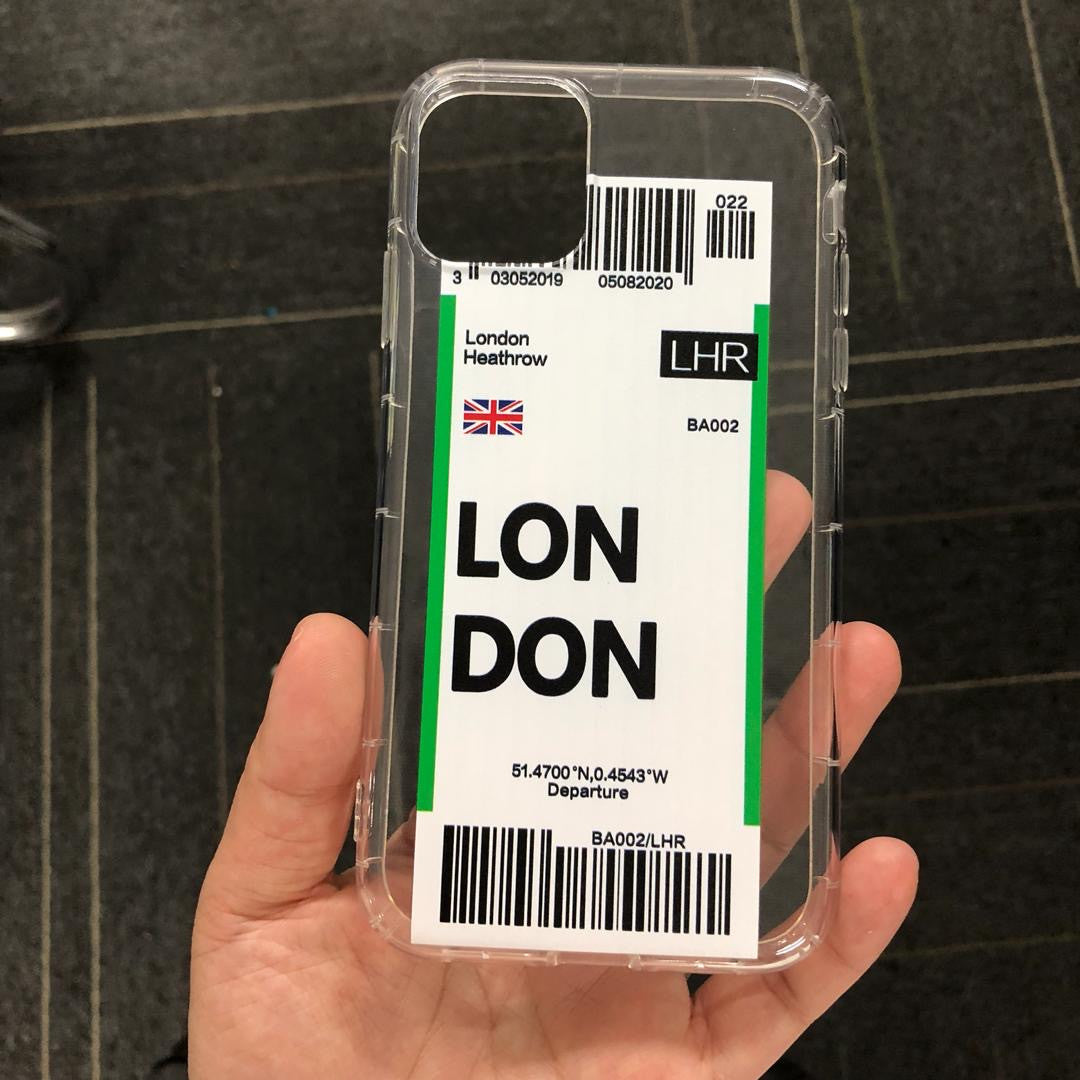 022
3 03052019 05082020
London
Heathrow
LHR
BA002
LON
DON
51.4700°N,0.4543°W
Departure
BA002/LHR